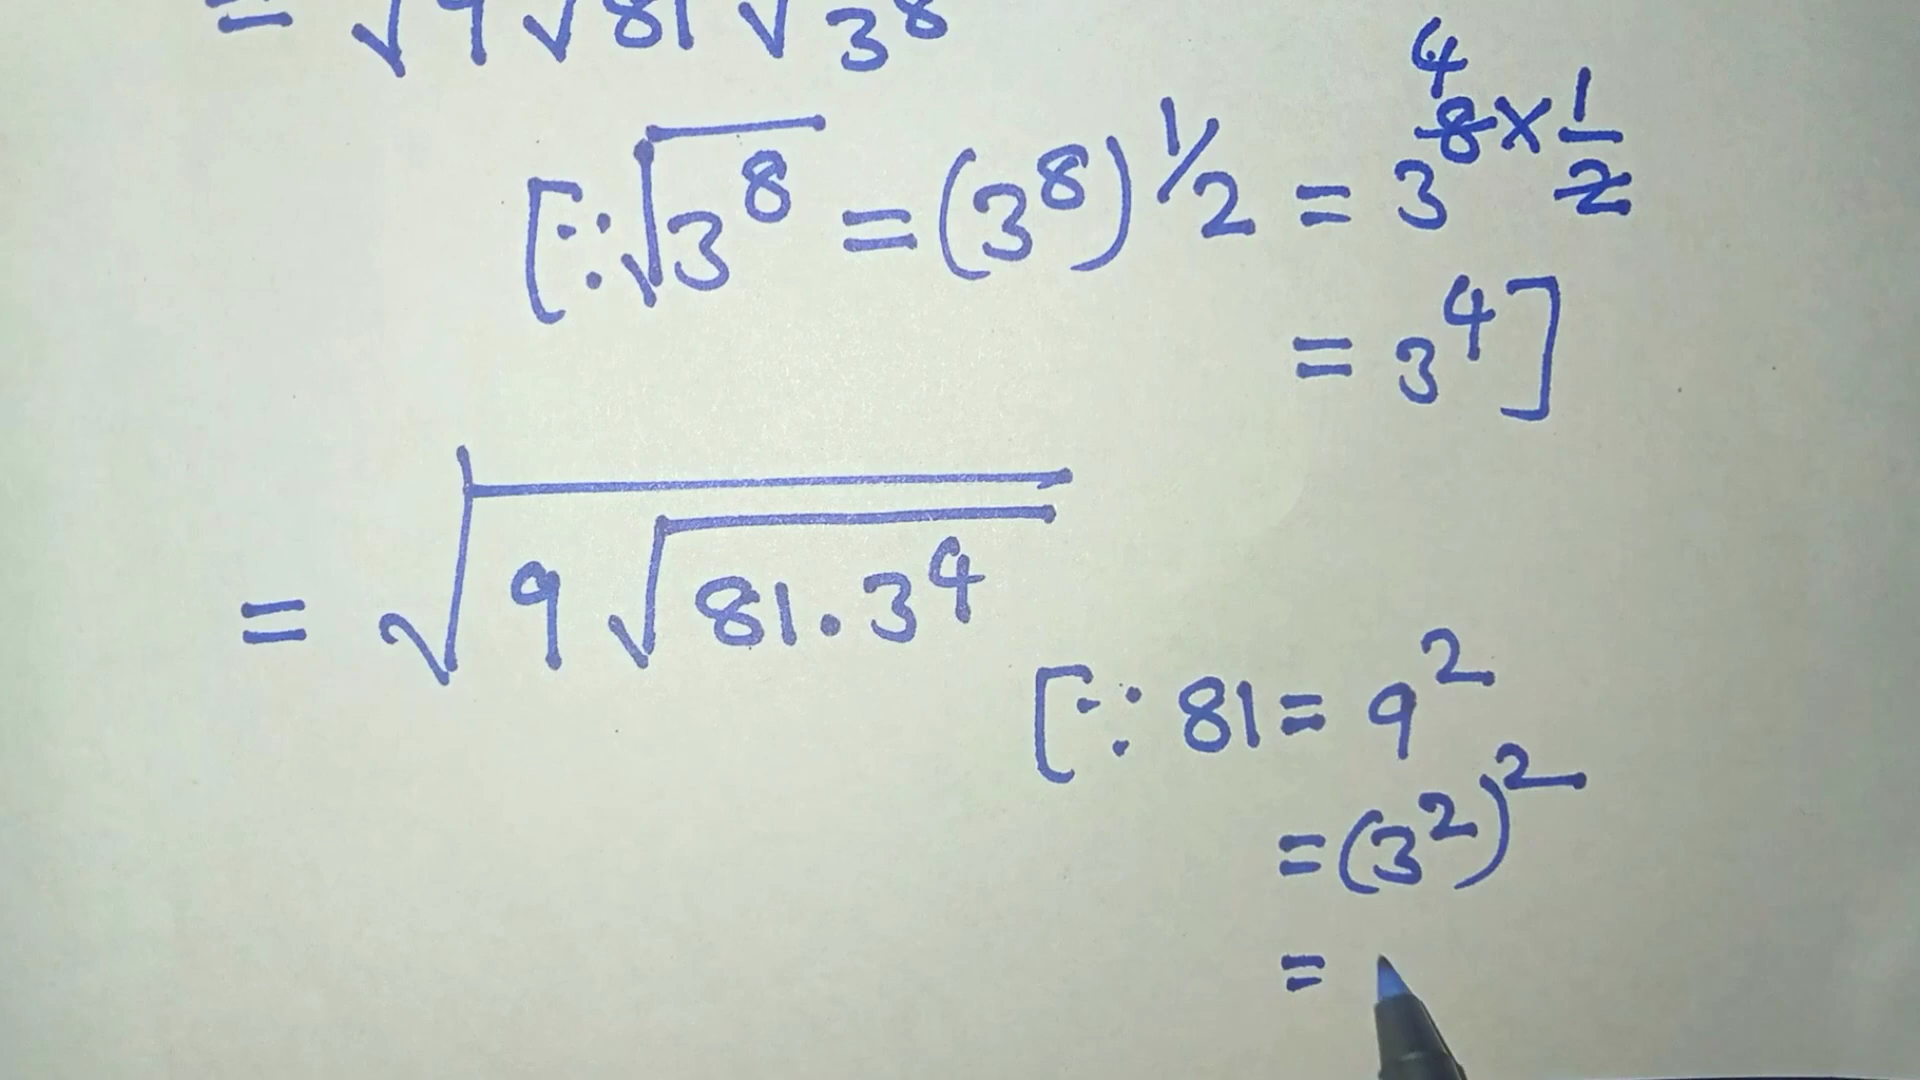 = √9√81√3⁸
[∵ √3⁸ = (3⁸)^1/2 = 3^8×1/2 4
= 3⁴]
= √9√81.3⁴
[∵ 81 = 9²
= (3²)²
=